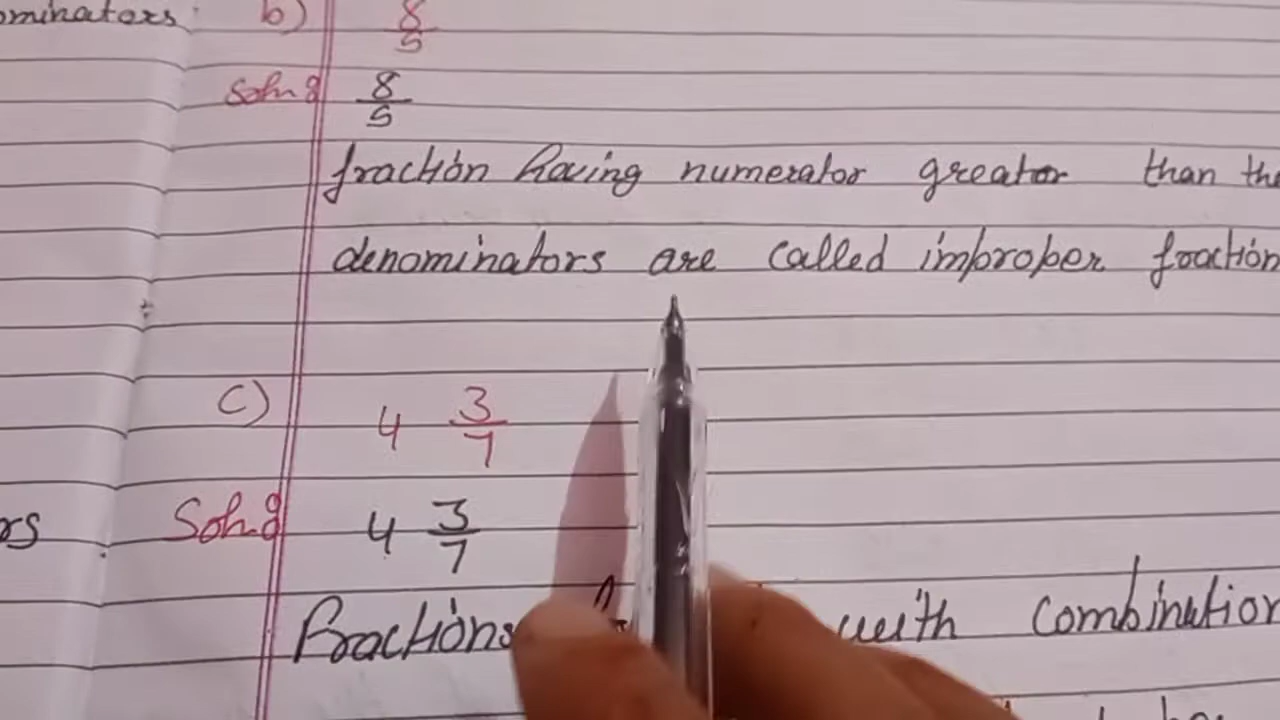 ominators.
b) 8/5
Soln: 8/5
fraction having numerator greater than the
denominators are called improper fraction
c) 4 3/7
Soln: 4 3/7
rs
Fractions with combination